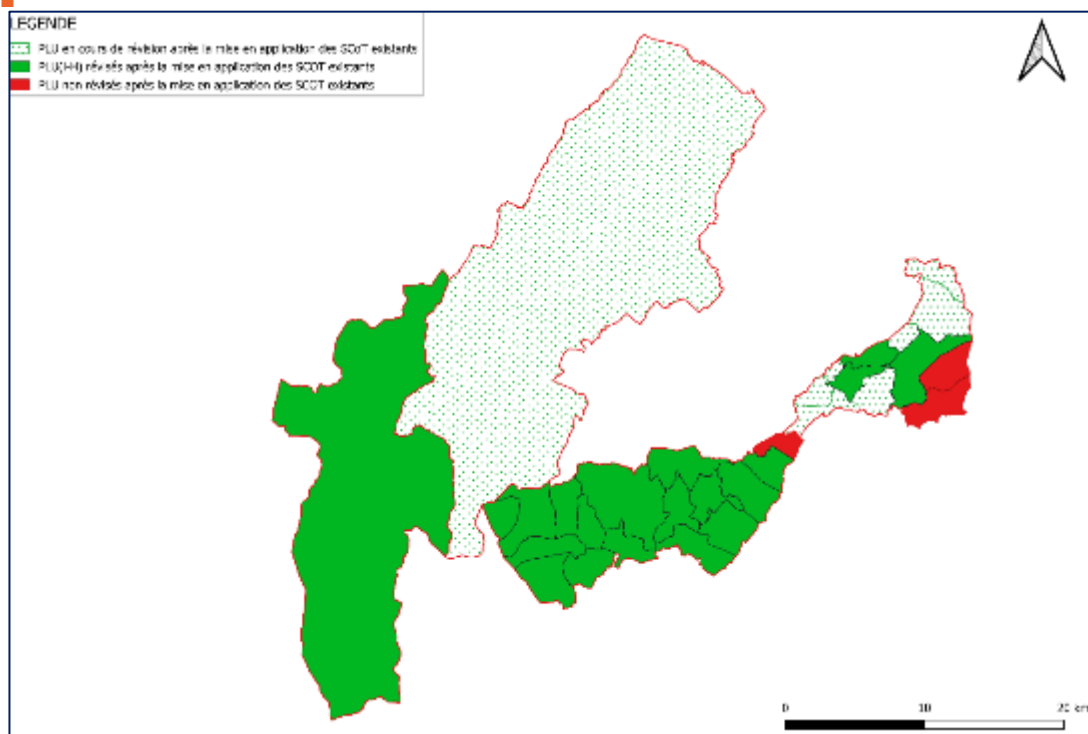 LEGENDE
PLU en cours de révision après la mise en application des SCoT existants
PLU(i-H) révisés après la mise en application des SCOT existants
PLU non révisés après la mise en application des SCOT existants
0 10 20 km